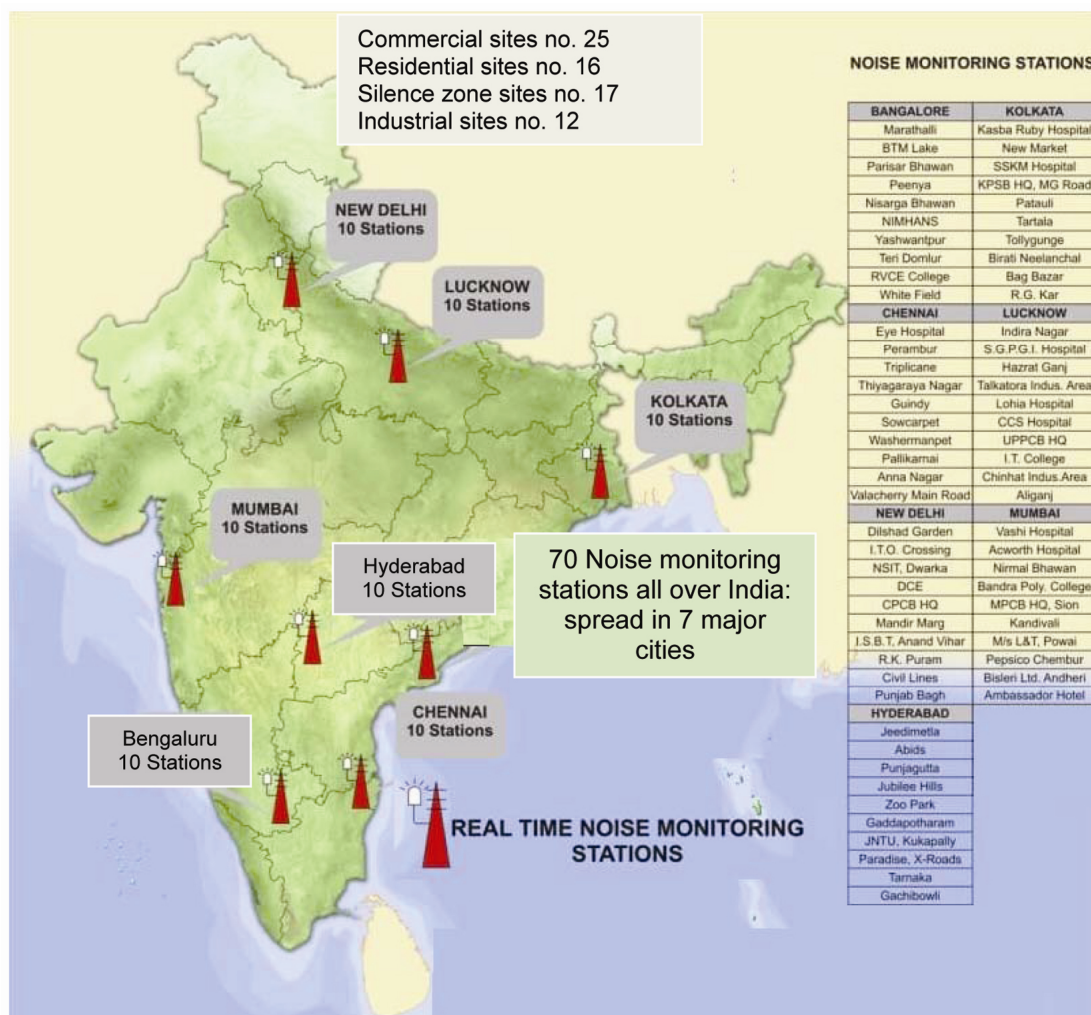 Commercial sites no. 25
Residential sites no. 16
Silence zone sites no. 17
Industrial sites no. 12
NEW DELHI
10 Stations
LUCKNOW
10 Stations
KOLKATA
10 Stations
MUMBAI
10 Stations
Hyderabad
10 Stations
70 Noise monitoring
stations all over India:
spread in 7 major
cities
CHENNAI
10 Stations
Bengaluru
10 Stations
REAL TIME NOISE MONITORING
STATIONS
NOISE MONITORING STATIONS
BANGALORE KOLKATA
Marathalli Kasba Ruby Hospital
BTM Lake New Market
Parisar Bhawan SSKM Hospital
Peenya KPSB HQ, MG Road
Nisarga Bhawan Patauli
NIMHANS Tartala
Yashwantpur Tollygunge
Teri Domlur Birati Neelanchal
RVCE College Bag Bazar
White Field R.G. Kar
CHENNAI LUCKNOW
Eye Hospital Indira Nagar
Perambur S.G.P.G.I. Hospital
Triplicane Hazrat Ganj
Thiyagaraya Nagar Talkatora Indus. Area
Guindy Lohia Hospital
Sowcarpet CCS Hospital
Washermanpet UPPCB HQ
Pallikarnai I.T. College
Anna Nagar Chinhat Indus.Area
Valacherry Main Road Aliganj
NEW DELHI MUMBAI
Dilshad Garden Vashi Hospital
I.T.O. Crossing Acworth Hospital
NSIT, Dwarka Nirmal Bhawan
DCE Bandra Poly. College
CPCB HQ MPCB HQ, Sion
Mandir Marg Kandivali
I.S.B.T, Anand Vihar M/s L&T, Powai
R.K. Puram Pepsico Chembur
Civil Lines Bisleri Ltd. Andheri
Punjab Bagh Ambassador Hotel
HYDERABAD
Jeedimetla
Abids
Punjagutta
Jubilee Hills
Zoo Park
Gaddapotharam
JNTU, Kukapally
Paradise, X-Roads
Tarnaka
Gachibowli